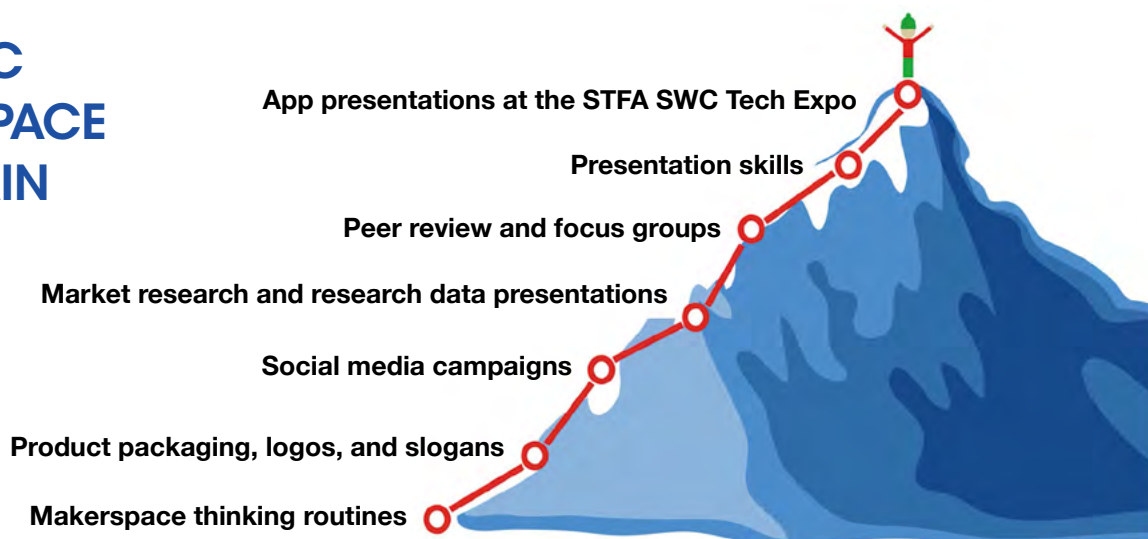 C
PACE
IN
App presentations at the STFA SWC Tech Expo
Presentation skills
Peer review and focus groups
Market research and research data presentations
Social media campaigns
Product packaging, logos, and slogans
Makerspace thinking routines